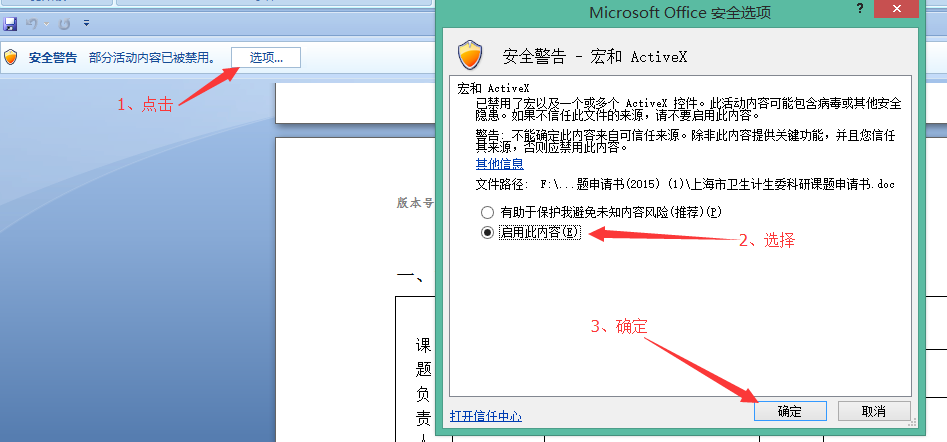 Microsoft Office 安全选项
?
安全警告 部分活动内容已被禁用。 选项...
1、点击
安全警告 - 宏和 ActiveX
宏和 ActiveX
已禁用了宏以及一个或多个 ActiveX 控件。此活动内容可能包含病毒或其他安全
隐患。如果不信任此文件的来源，请不要启用此内容。
警告: 不能确定此内容来自可信任来源。除非此内容提供关键功能，并且您信任
其来源，否则应禁用此内容。
其他信息
文件路径: F:\...题申请书(2015) (1)\上海市卫生计生委科研课题申请书.doc
有助于保护我避免未知内容风险(推荐)(P)
启用此内容(E)
2、选择
3、确定
打开信任中心
确定
取消
版本号
一、
课
题
负
责
人